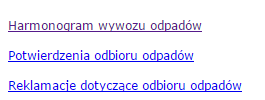 Harmonogram wywozu odpadów
Potwierdzenia odbioru odpadów
Reklamacje dotyczące odbioru odpadów